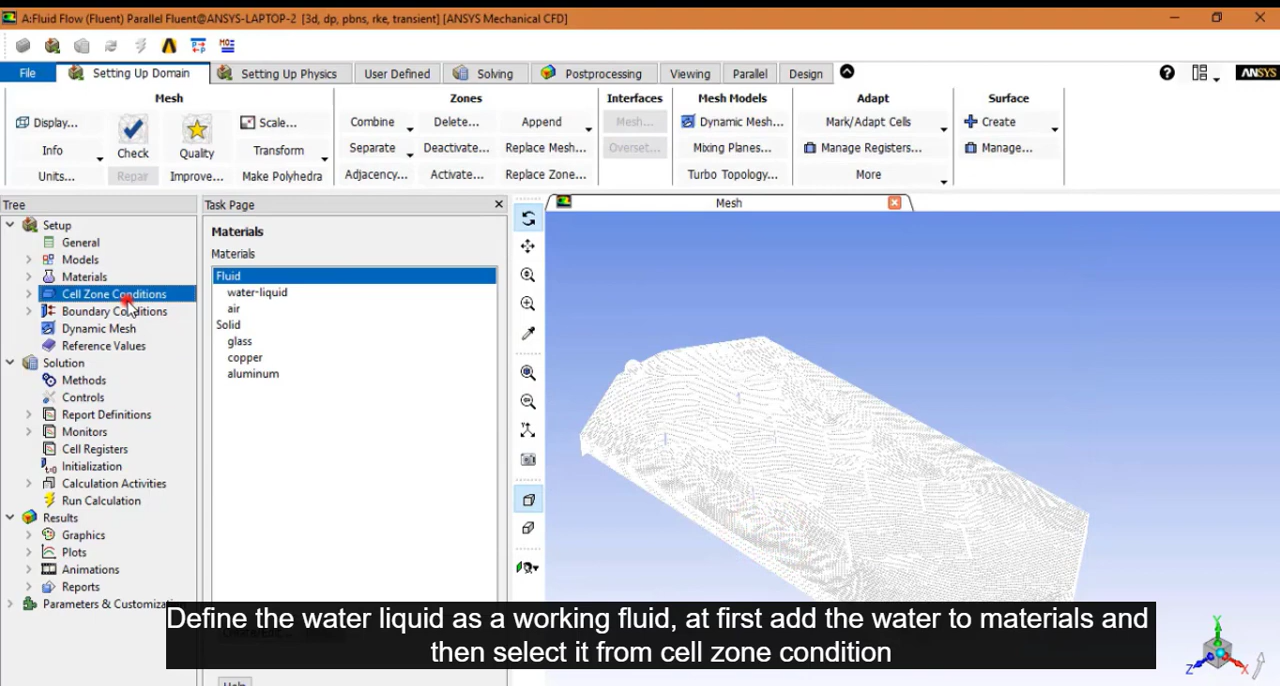 A:Fluid Flow (Fluent) Parallel Fluent@ANSYS-LAPTOP-2 [3d, dp, pbns, rke, transient] [ANSYS Mechanical CFD]
File
Setting Up Domain
Setting Up Physics
User Defined
Solving
Postprocessing
Viewing
Parallel
Design
ANSYS
Mesh
Zones
Interfaces
Mesh Models
Adapt
Surface
Display...
Info
Units...
Check
Repair
Quality
Improve...
Scale...
Transform
Make Polyhedra
Combine
Separate
Adjacency...
Delete...
Deactivate...
Activate...
Append
Replace Mesh...
Replace Zone...
Mesh...
Overset...
Dynamic Mesh...
Mixing Planes...
Turbo Topology...
Mark/Adapt Cells
Manage Registers...
More
Create
Manage...
Tree
Setup
General
Models
Materials
Cell Zone Conditions
Boundary Conditions
Dynamic Mesh
Reference Values
Solution
Methods
Controls
Report Definitions
Monitors
Cell Registers
Initialization
Calculation Activities
Run Calculation
Results
Graphics
Plots
Animations
Reports
Parameters & Customiza
Task Page
Materials
Materials
Fluid
water-liquid
air
Solid
glass
copper
aluminum
Help
Mesh
Y
Z
X
Define the water liquid as a working fluid, at first add the water to materials and
then select it from cell zone condition